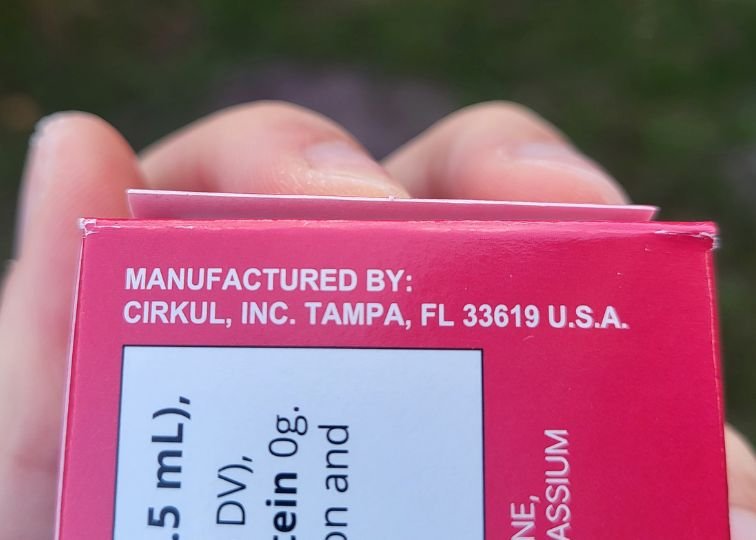 MANUFACTURED BY:
CIRKUL, INC. TAMPA, FL 33619 U.S.A.
.5 mL),
DV),
tein 0g.
on and
NE,
ASSIUM